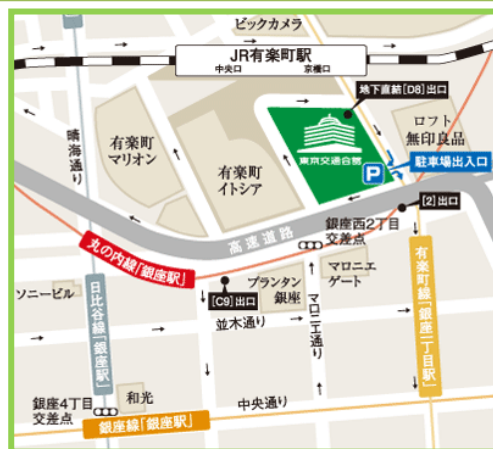 ビックカメラ
JR有楽町駅
中央口
京橋口
地下直結[D8]出口
晴海通り
有楽町
マリオン
有楽町
イトシア
東京交通会館
ロフト
無印良品
P
駐車場出入口
[2]出口
高速道路
銀座西2丁目
交差点
丸の内線「銀座駅」
マロニエ
ゲート
プランタン
銀座
[C9]出口
並木通り
マロニエ通り
有楽町線「銀座一丁目駅」
ソニービル
日比谷線「銀座駅」
和光
銀座4丁目
交差点
中央通り
銀座線「銀座駅」